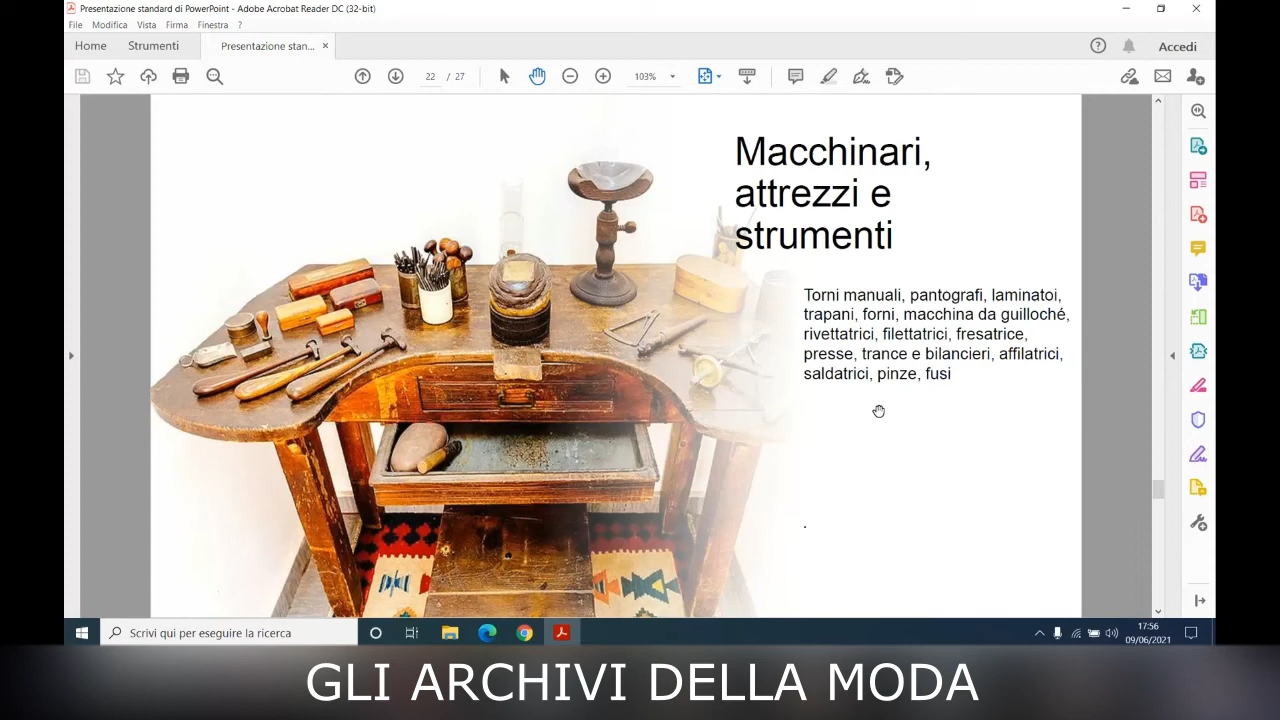 Presentazione standard di PowerPoint - Adobe Acrobat Reader DC (32-bit)
File Modifica Vista Firma Finestra ?
Home Strumenti Presentazione stan... × Accedi
22 / 27 103%
Macchinari,
attrezzi e
strumenti
Torni manuali, pantografi, laminatoi,
trapani, forni, macchina da guilloché,
rivettatrici, filettatrici, fresatrice,
presse, trance e bilancieri, affilatrici,
saldatrici, pinze, fusi
.
Scrivi qui per eseguire la ricerca
17:56
09/06/2021
GLI ARCHIVI DELLA MODA